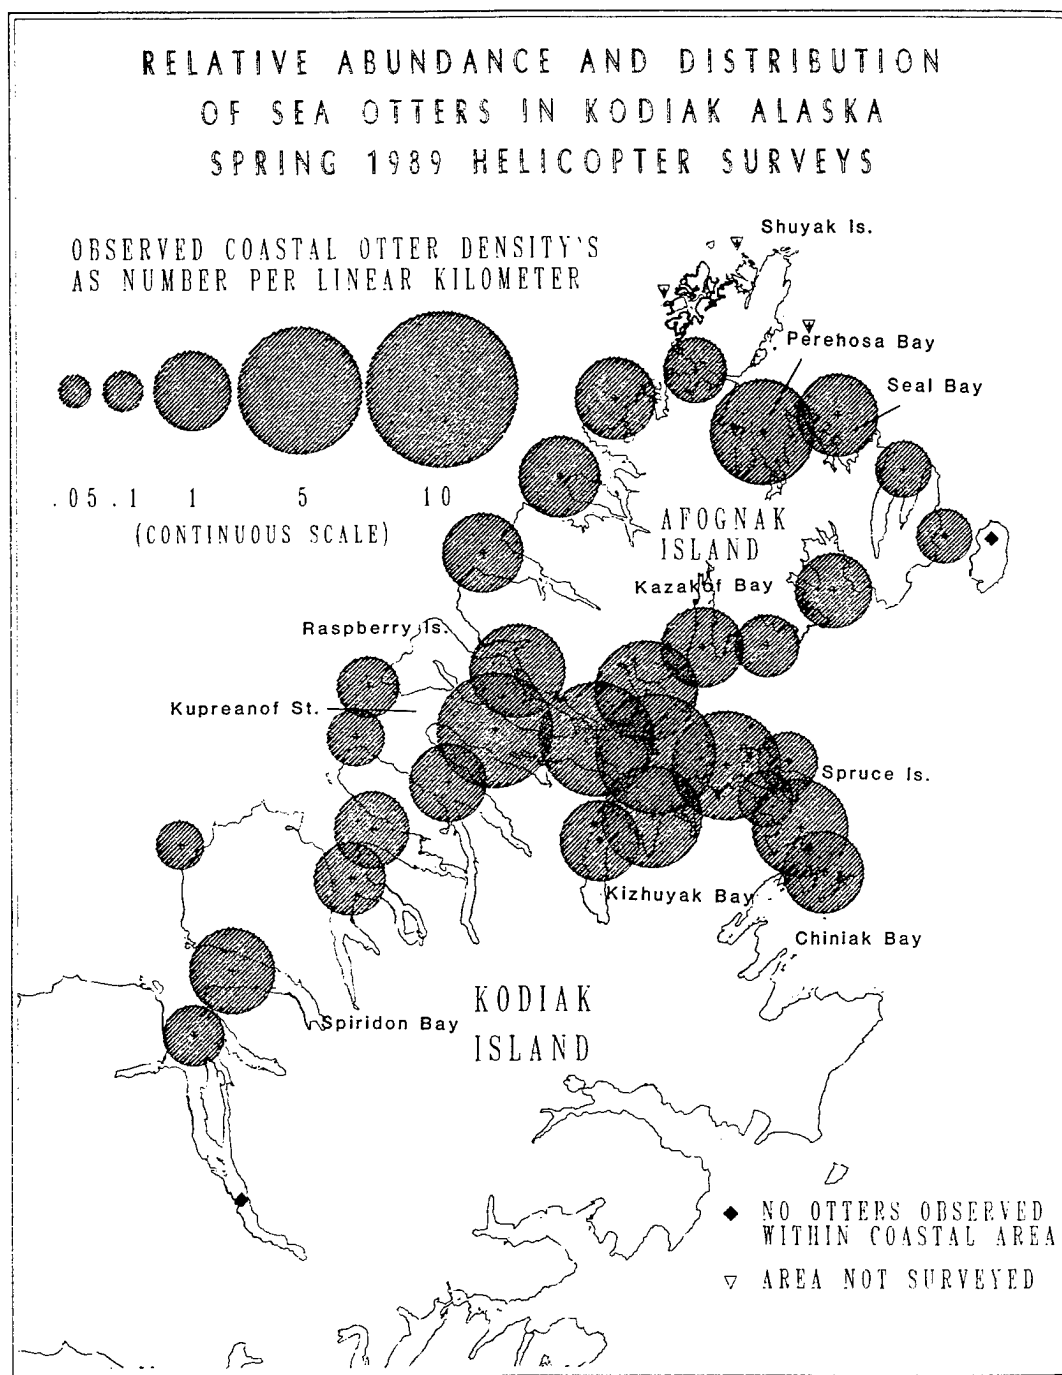 RELATIVE ABUNDANCE AND DISTRIBUTION
OF SEA OTTERS IN KODIAK ALASKA
SPRING 1989 HELICOPTER SURVEYS
OBSERVED COASTAL OTTER DENSITY'S
AS NUMBER PER LINEAR KILOMETER
.05 .1 1 5 10
(CONTINUOUS SCALE)
Shuyak Is.
Perehosa Bay
Seal Bay
AFOGNAK
ISLAND
Kazakof Bay
Raspberry Is.
Kupreanof St.
Spruce Is.
Kizhuyak Bay
Chiniak Bay
Spiridon Bay
KODIAK
ISLAND
NO OTTERS OBSERVED
WITHIN COASTAL AREA
AREA NOT SURVEYED